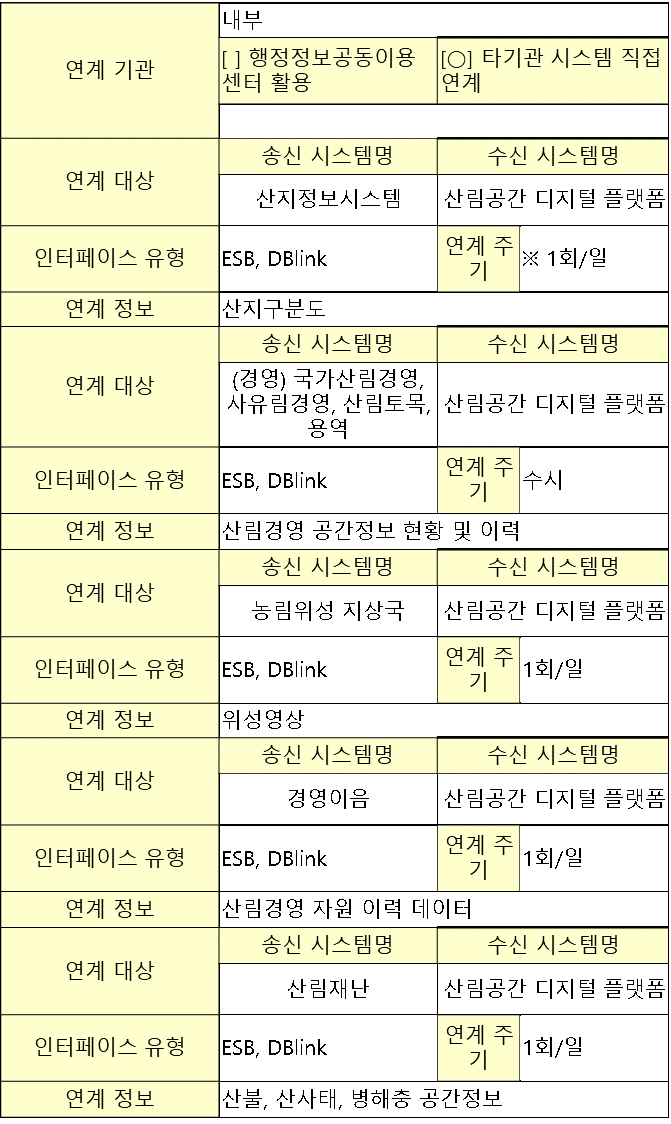 연계 기관
내부
[ ] 행정정보공동이용
센터 활용
[○] 타기관 시스템 직접
연계
연계 대상
송신 시스템명
수신 시스템명
산지정보시스템
산림공간 디지털 플랫폼
인터페이스 유형
ESB, DBlink
연계 주
기
※ 1회/일
연계 정보
산지구분도
연계 대상
송신 시스템명
수신 시스템명
(경영) 국가산림경영,
사유림경영, 산림토목,
용역
산림공간 디지털 플랫폼
인터페이스 유형
ESB, DBlink
연계 주
기
수시
연계 정보
산림경영 공간정보 현황 및 이력
연계 대상
송신 시스템명
수신 시스템명
농림위성 지상국
산림공간 디지털 플랫폼
인터페이스 유형
ESB, DBlink
연계 주
기
1회/일
연계 정보
위성영상
연계 대상
송신 시스템명
수신 시스템명
경영이음
산림공간 디지털 플랫폼
인터페이스 유형
ESB, DBlink
연계 주
기
1회/일
연계 정보
산림경영 자원 이력 데이터
연계 대상
송신 시스템명
수신 시스템명
산림재난
산림공간 디지털 플랫폼
인터페이스 유형
ESB, DBlink
연계 주
기
1회/일
연계 정보
산불, 산사태, 병해충 공간정보